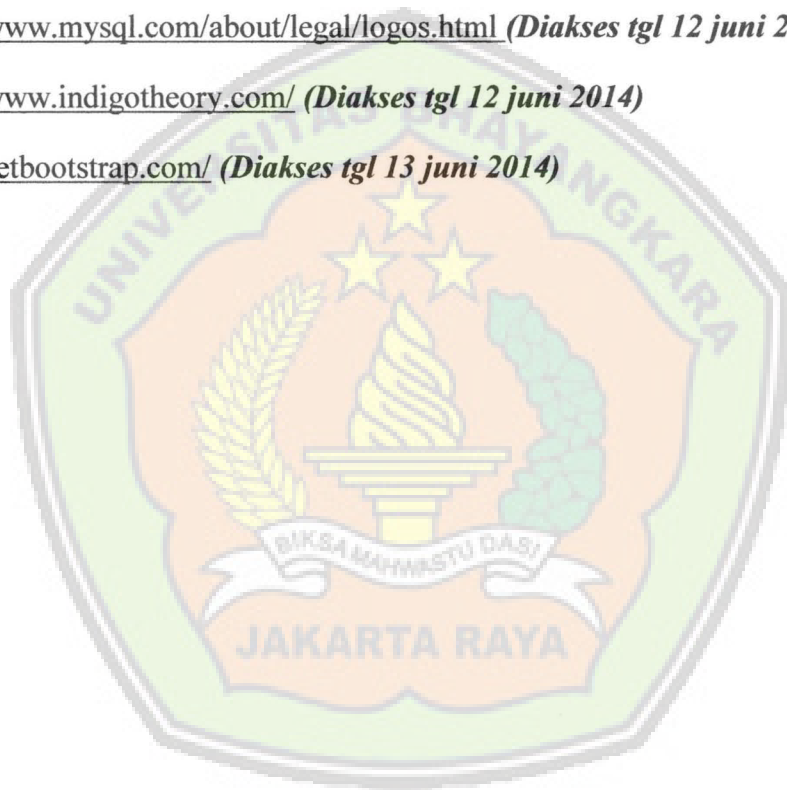 www.mysql.com/about/legal/logos.html (Diakses tgl 12 juni 2
www.indigotheory.com/ (Diakses tgl 12 juni 2014)
etbootstrap.com/ (Diakses tgl 13 juni 2014)
UNIVERSITAS BHAYANGKARA
BIKSA MAHWASTU DASI
JAKARTA RAYA